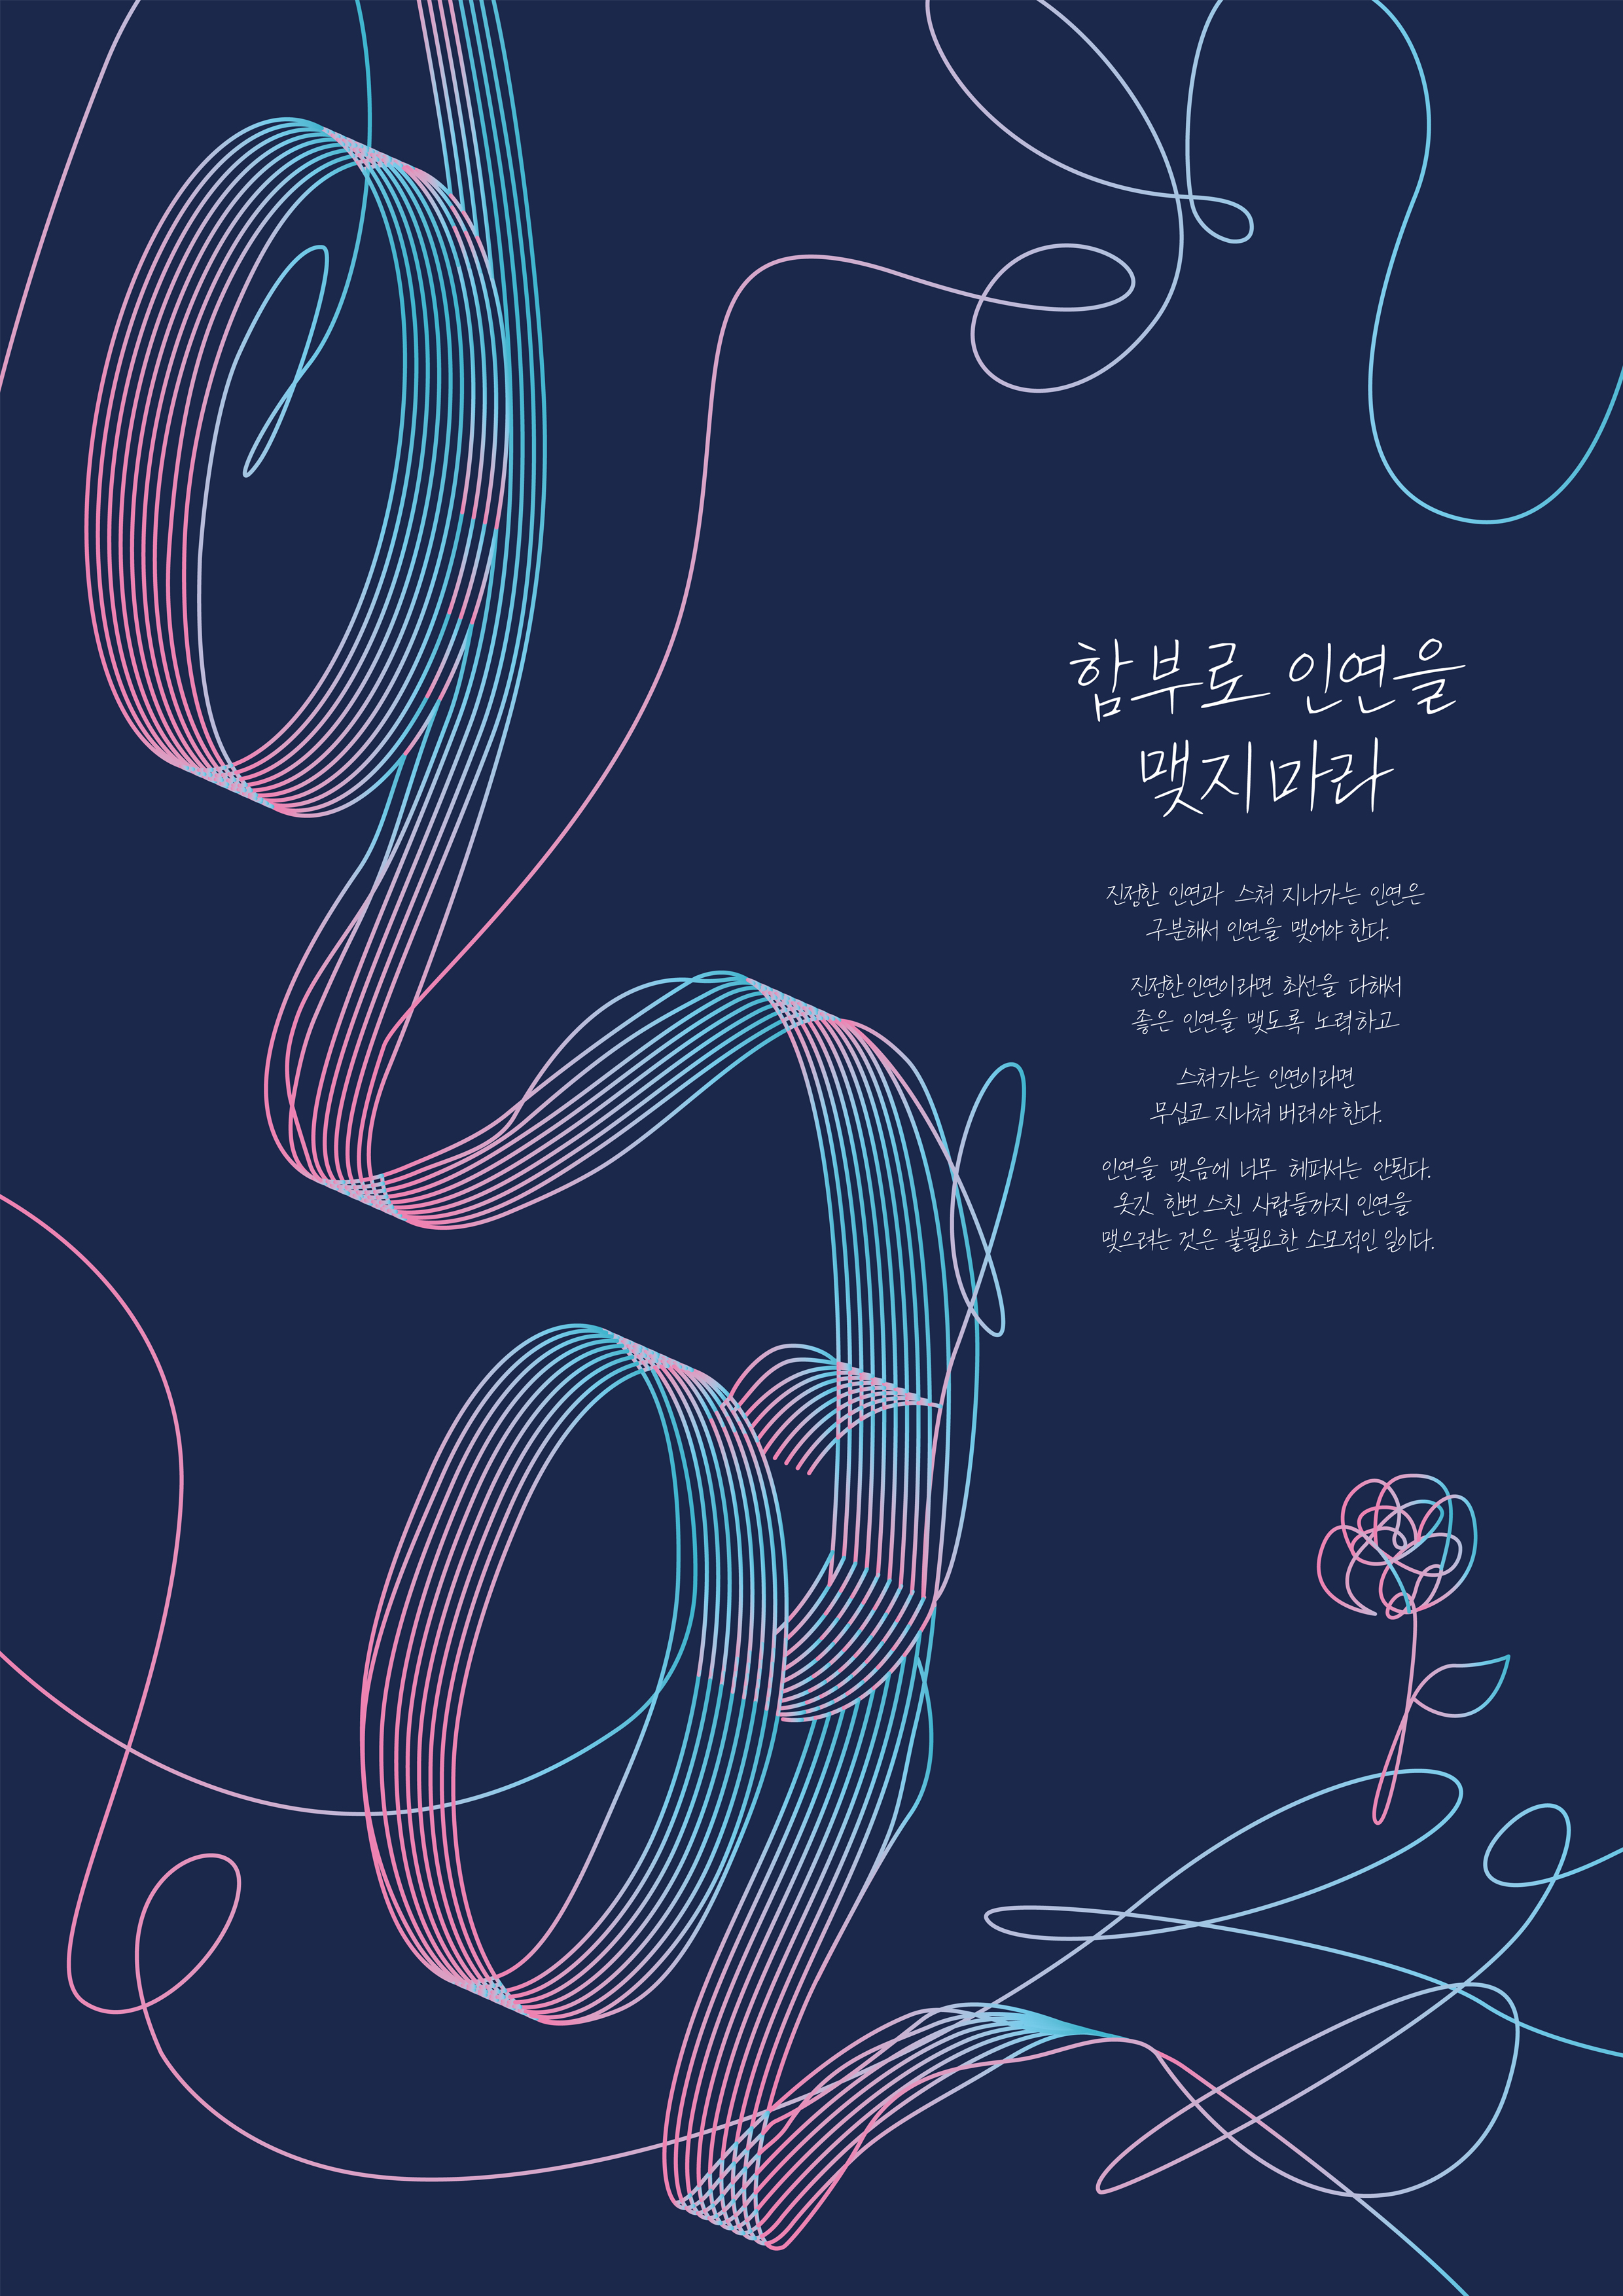 인연
함부로 인연을
맺지마라
진정한 인연과 스쳐 지나가는 인연은
구분해서 인연을 맺어야 한다.
진정한 인연이라면 최선을 다해서
좋은 인연을 맺도록 노력하고
스쳐가는 인연이라면
무심코 지나쳐 버려야 한다.
인연을 맺음에 너무 헤퍼서는 안된다.
옷깃 한번 스친 사람들까지 인연을
맺으려는 것은 불필요한 소모적인 일이다.